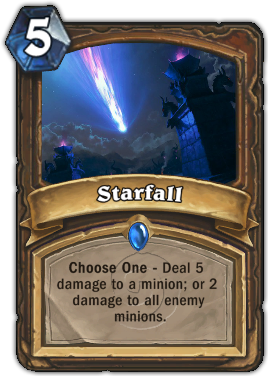 5
Starfall
Choose One - Deal 5
damage to a minion; or 2
damage to all enemy
minions.